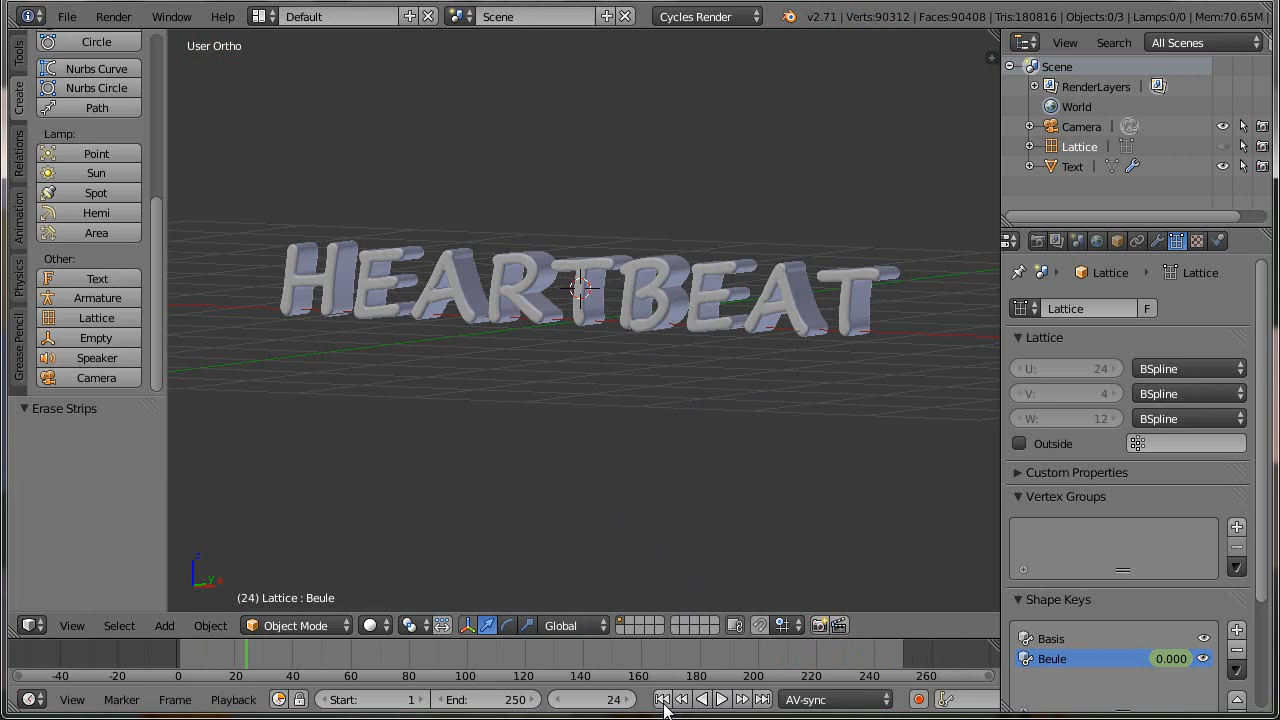 File Render Window Help Default Scene Cycles Render v2.71 | Verts:90312 | Faces:90408 | Tris:180816 | Objects:0/3 | Lamps:0/0 | Mem:70.65M |
Tools
Create
Relations
Animation
Physics
Grease Pencil
Circle
Nurbs Curve
Nurbs Circle
Path
Lamp:
Point
Sun
Spot
Hemi
Area
Other:
Text
Armature
Lattice
Empty
Speaker
Camera
Erase Strips
User Ortho
HEARTBEAT
z
y x
(24) Lattice : Beule
View Select Add Object Object Mode Global
-40 -20 0 20 40 60 80 100 120 140 160 180 200 220 240 260
View Marker Frame Playback Start: 1 End: 250 24 AV-sync
View Search All Scenes
Scene
RenderLayers
World
Camera
Lattice
Text
Lattice Lattice
Lattice F
Lattice
U: 24 BSpline
V: 4 BSpline
W: 12 BSpline
Outside
Custom Properties
Vertex Groups
Shape Keys
Basis
Beule 0.000